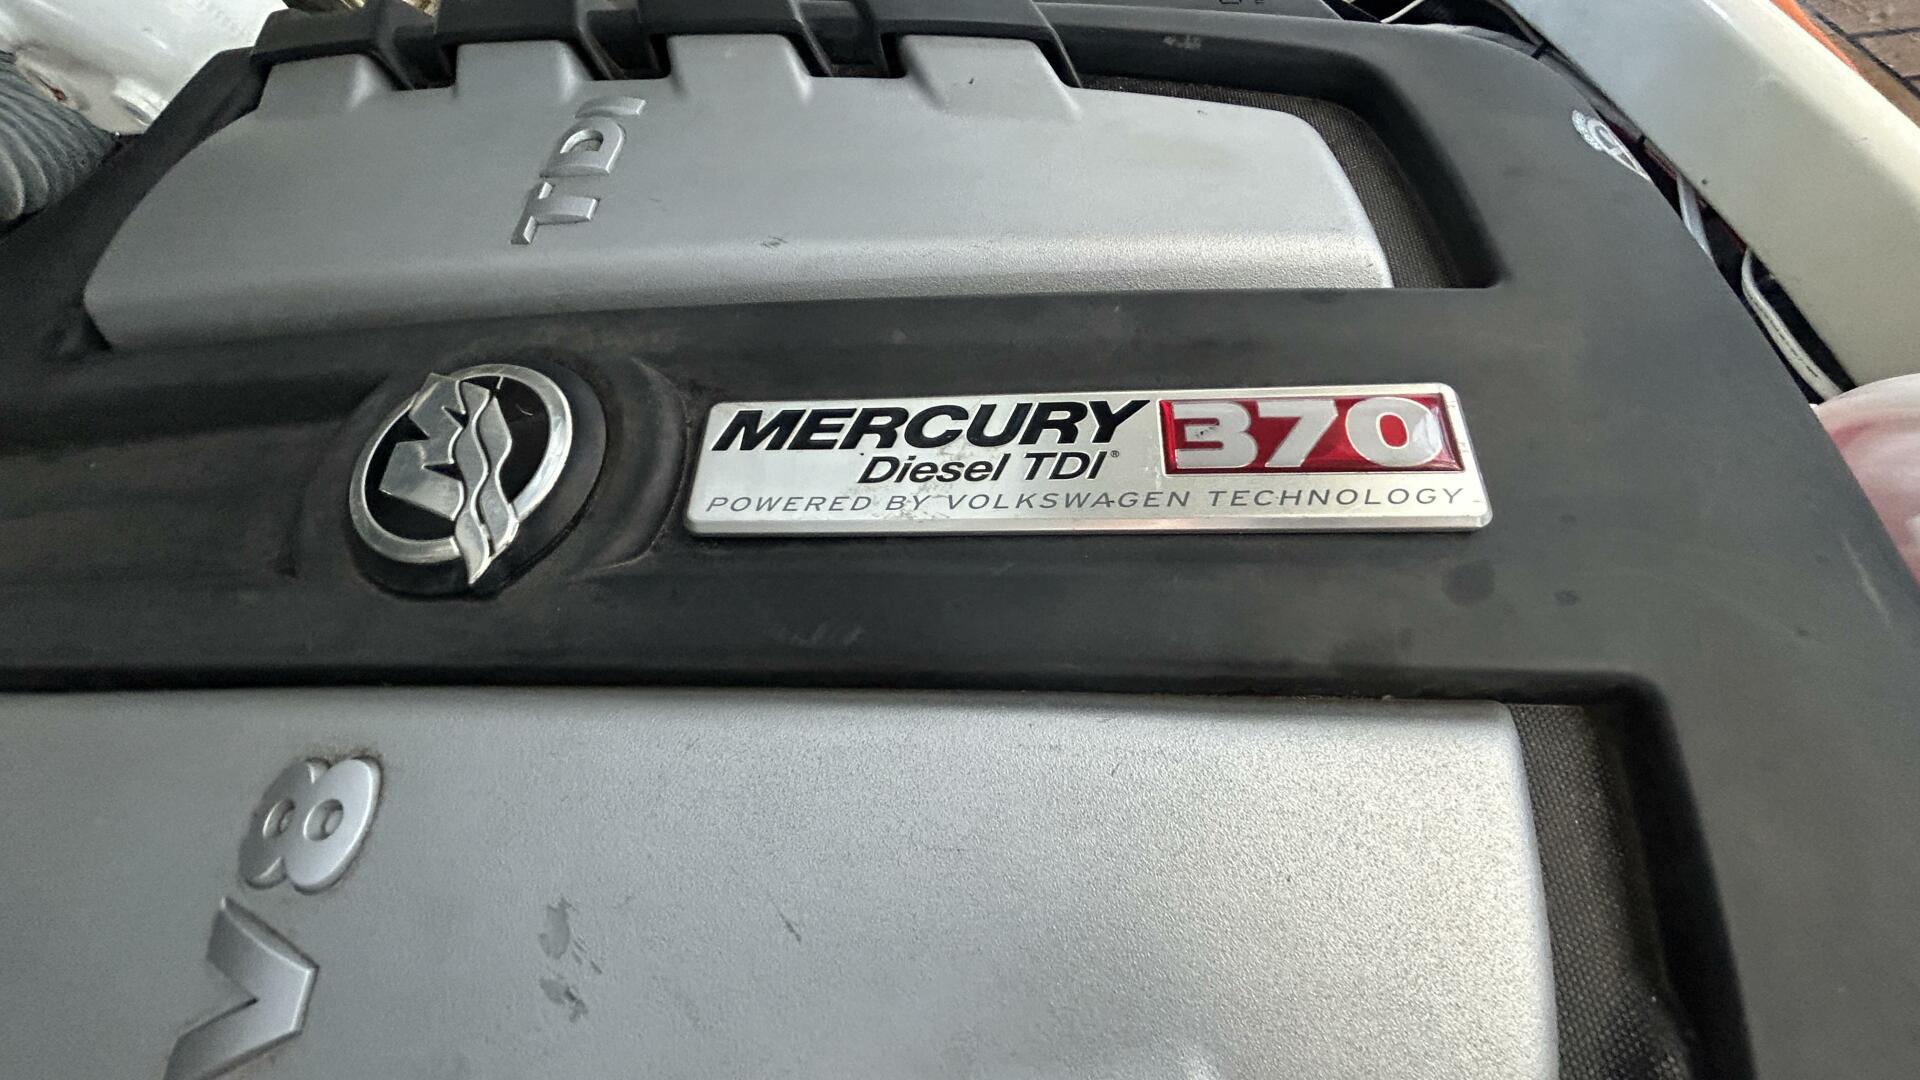 TDI
MERCURY 370
Diesel TDI®
POWERED BY VOLKSWAGEN TECHNOLOGY
V8